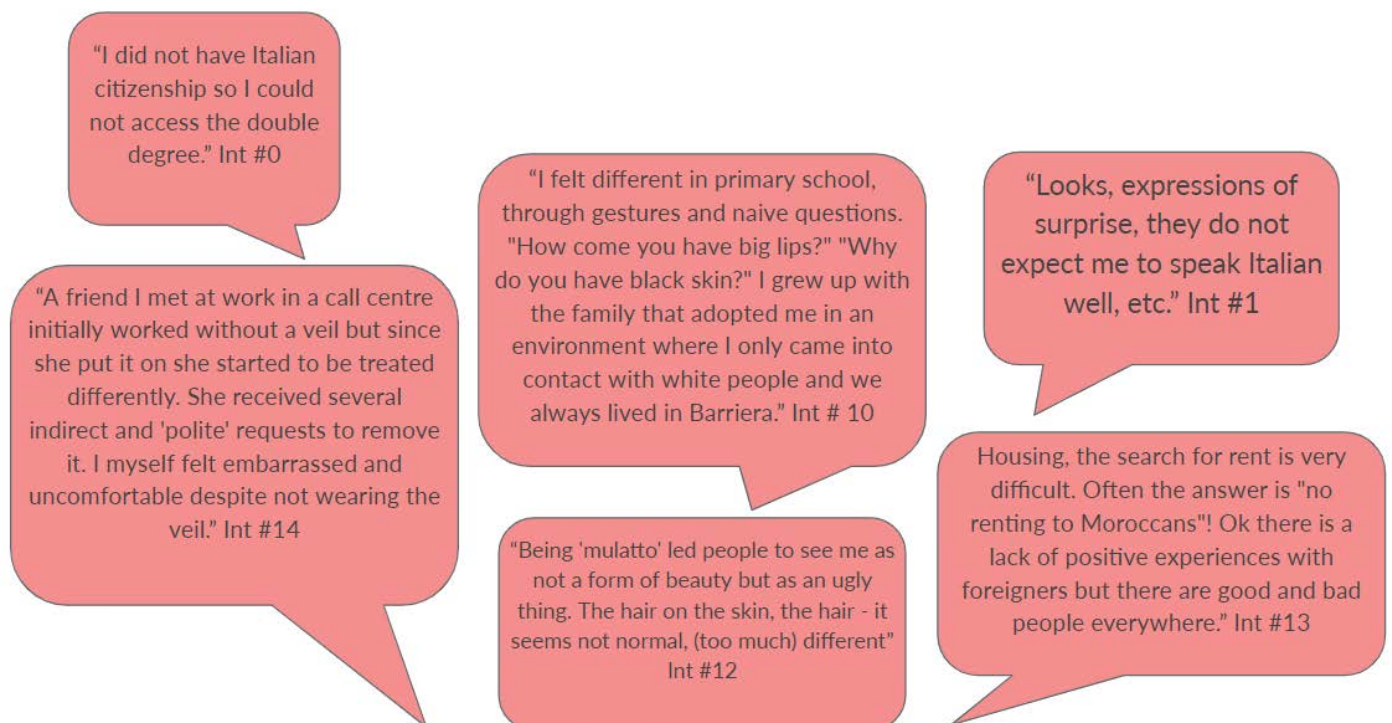 “I did not have Italian
citizenship so I could
not access the double
degree.” Int #0
“A friend I met at work in a call centre
initially worked without a veil but since
she put it on she started to be treated
differently. She received several
indirect and 'polite' requests to remove
it. I myself felt embarrassed and
uncomfortable despite not wearing the
veil.” Int #14
“I felt different in primary school,
through gestures and naive questions.
"How come you have big lips?" "Why
do you have black skin?" I grew up with
the family that adopted me in an
environment where I only came into
contact with white people and we
always lived in Barriera.” Int # 10
“Being 'mulatto' led people to see me as
not a form of beauty but as an ugly
thing. The hair on the skin, the hair - it
seems not normal, (too much) different”
Int #12
“Looks, expressions of
surprise, they do not
expect me to speak Italian
well, etc.” Int #1
Housing, the search for rent is very
difficult. Often the answer is "no
renting to Moroccans"! Ok there is a
lack of positive experiences with
foreigners but there are good and bad
people everywhere.” Int #13